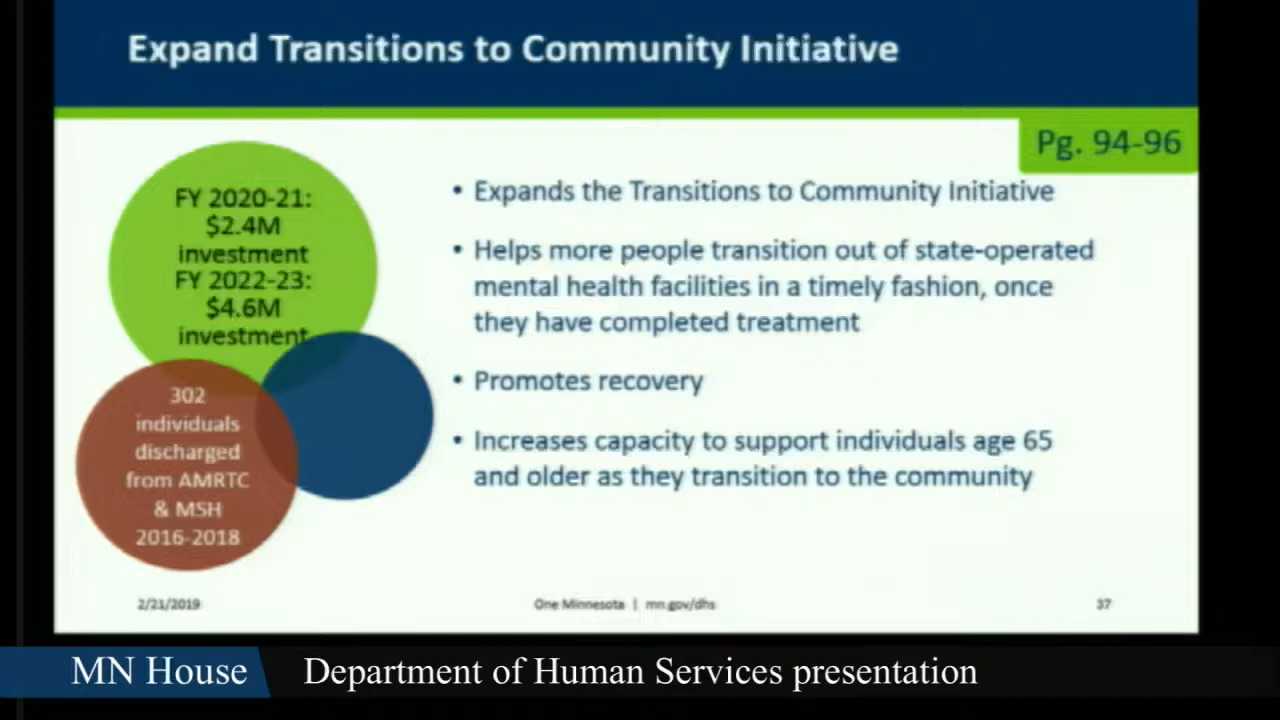 Expand Transitions to Community Initiative
Pg. 94-96
FY 2020-21:
$2.4M
investment
FY 2022-23:
$4.6M
investment
302
individuals
discharged
from AMRTC
& MSH
2016-2018
• Expands the Transitions to Community Initiative
• Helps more people transition out of state-operated
mental health facilities in a timely fashion, once
they have completed treatment
• Promotes recovery
• Increases capacity to support individuals age 65
and older as they transition to the community
2/21/2019
One Minnesota | mn.gov/dhs
37
MN House
Department of Human Services presentation